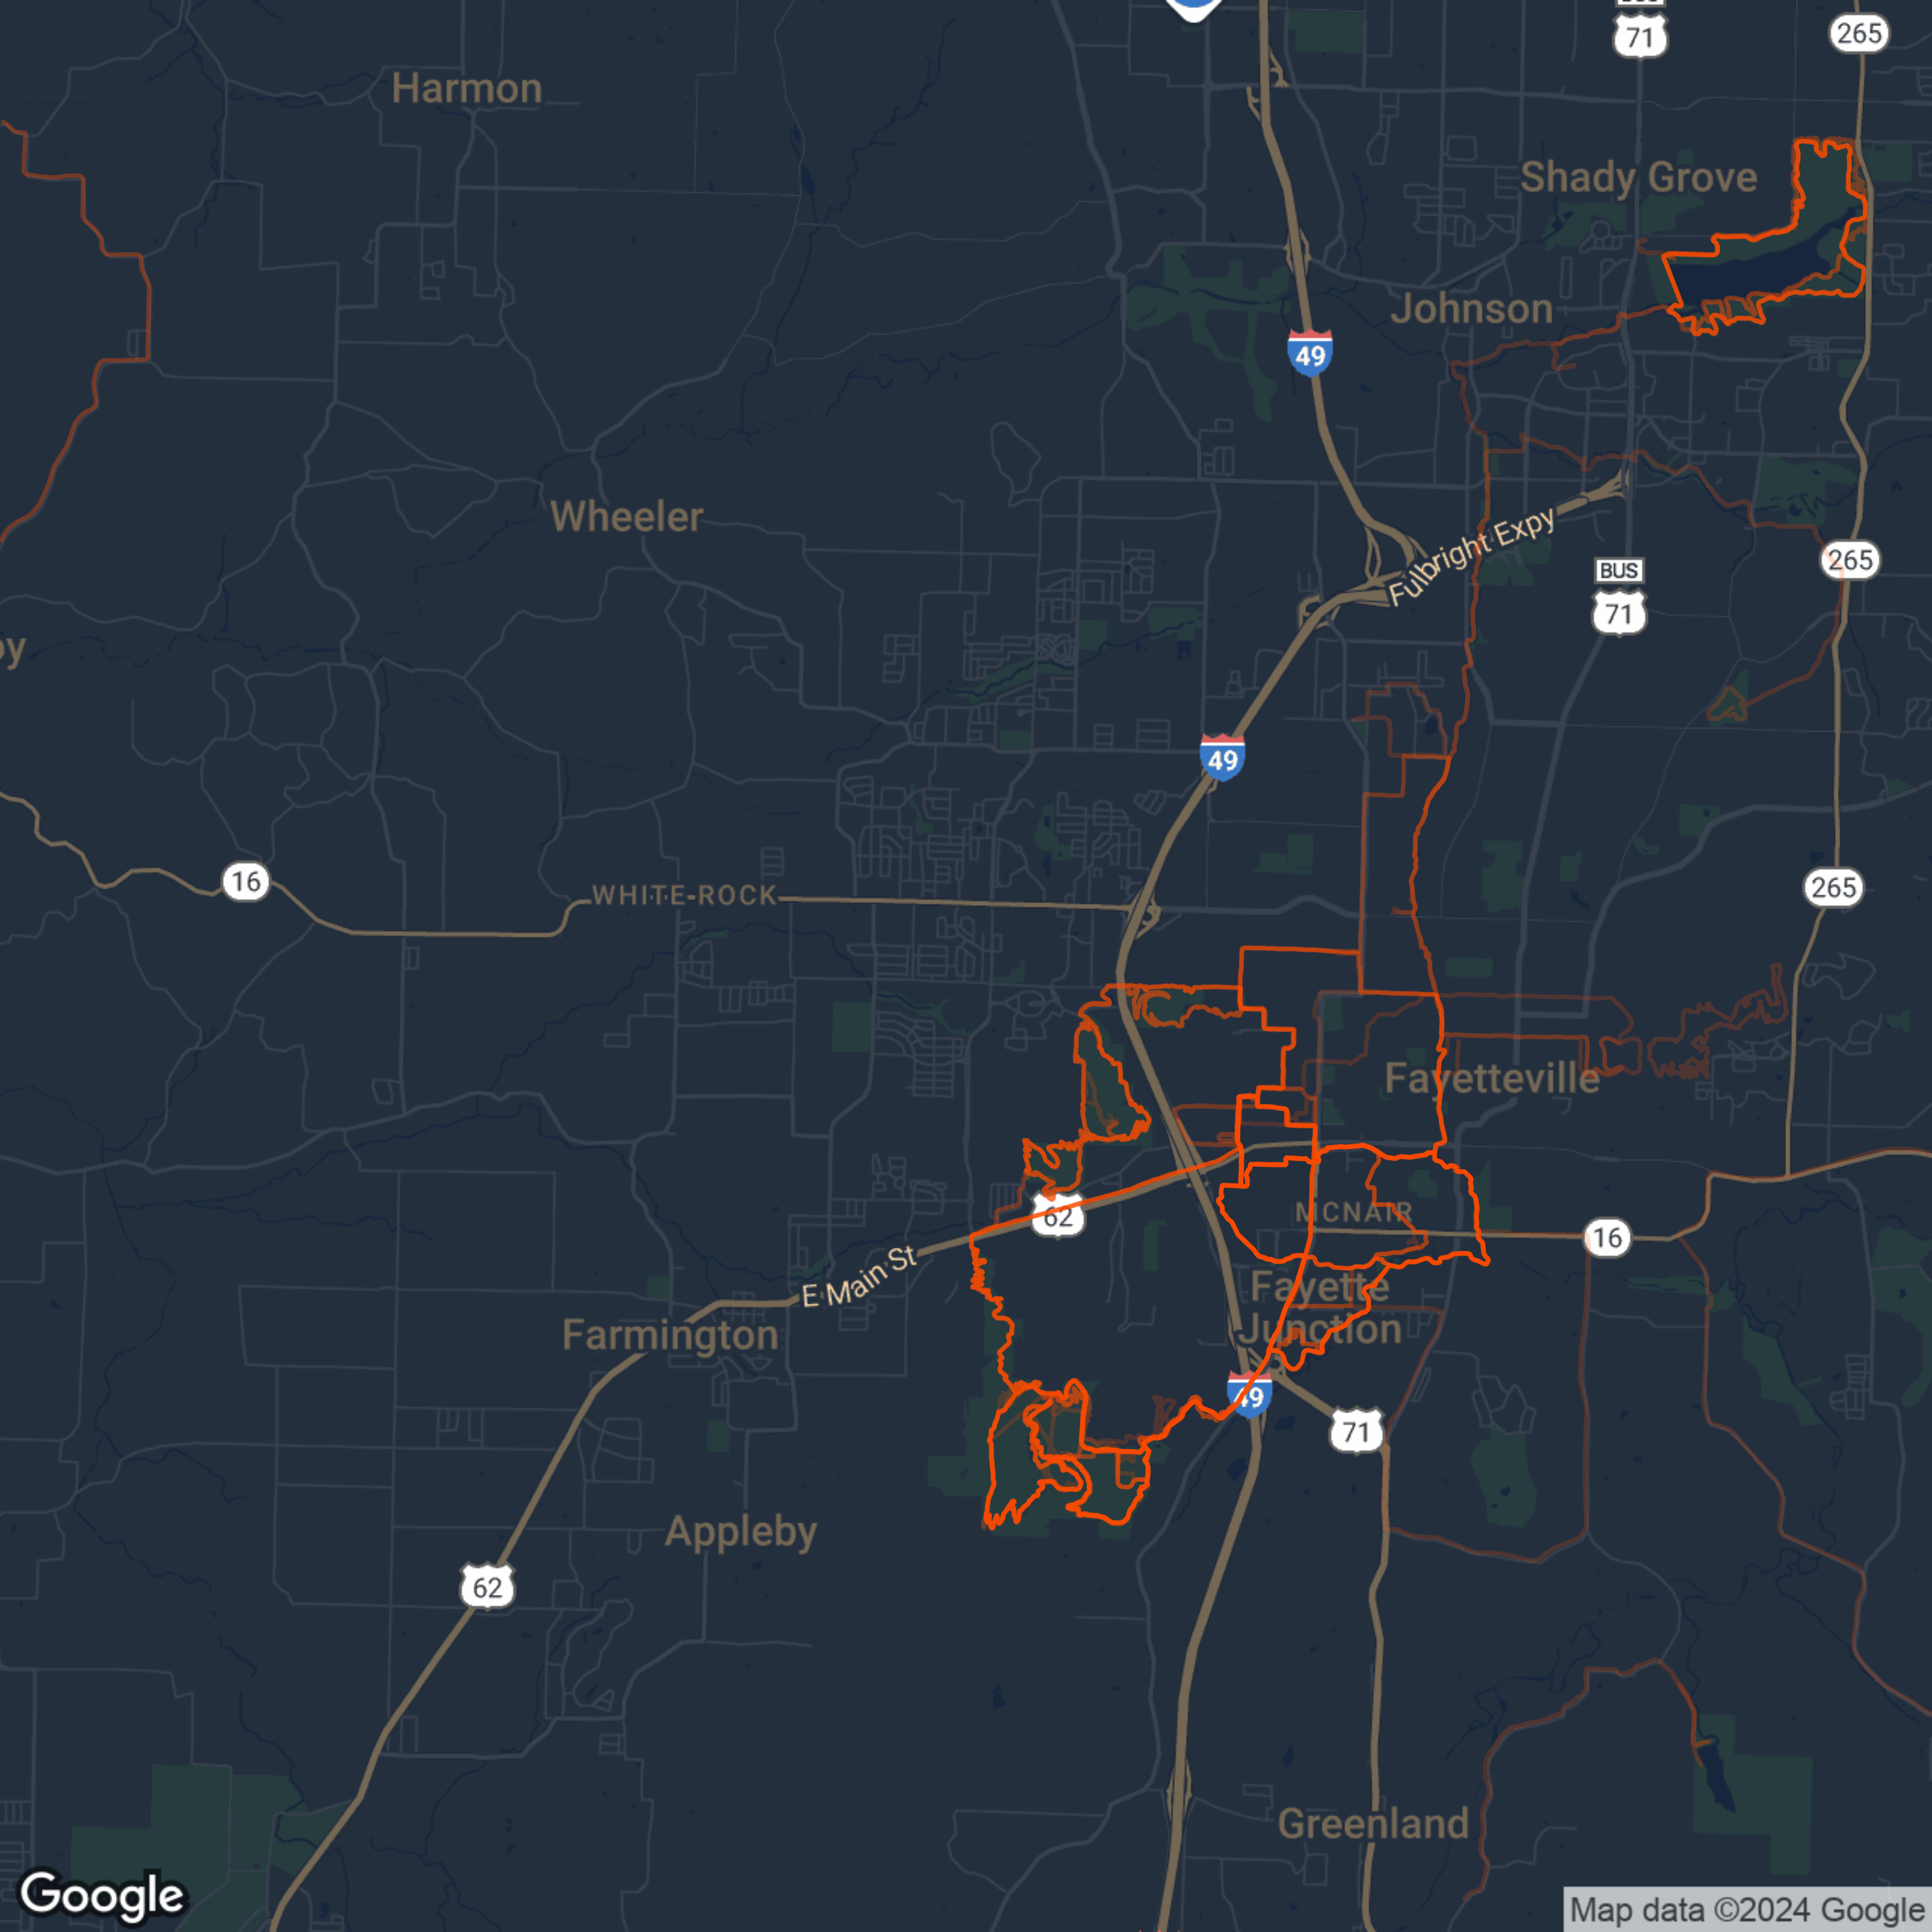 71
265
Harmon
Shady Grove
Johnson
49
Wheeler
Fulbright Expy
265
BUS
71
49
16
WHITE-ROCK
265
Fayetteville
62
MCNAIR
16
E Main St
Fayette
Junction
Farmington
49
71
Appleby
62
Greenland
Google
Map data ©2024 Google